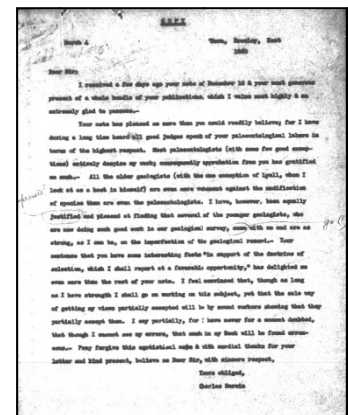 COPY
March 4
Down, Bromley, Kent
1860
Dear Sir:
I received a few days ago your note of December 18 & your most generous
present of a whole bundle of your publications, which I value most highly & am
extremely glad to possess.-
Your note has pleased me more than you could readily believe; for I have
during a long time heard all good judges speak of your palaeontological labors in
terms of the highest respect. Most palaeontologists (with some few good excep-
tions) entirely despise my work; consequently approbation from you has gratified
me much.- All the older geologists (with the one exception of Lyell, whom I
look at as a host in himself) are even more vehement against the modification
of species than are even the palaeontologists. I have, however, been equally
justified and pleased at finding that several of the younger geologists, who
are now doing such good work in our geological survey, come with me and are as
strong, as I can be, on the imperfection of the geological record.- Your
sentence that you have some interesting facts "in support of the doctrine of
selection, which I shall report at a favorable opportunity," has delighted me
even more than the rest of your note. I feel convinced that, though as long
as I have strength I shall go on working on this subject, yet that the sole way
of getting my views partially accepted will be by sound workers showing that they
partially accept them. I say partially, for I have never for a moment doubted,
that though I cannot see my errors, that much in my Book will be found erron-
eous.- Pray forgive this egotistical note & with cordial thanks for your
letter and kind present, believe me Dear Sir, with sincere respect,
Yours obliged,
Charles Darwin
go (